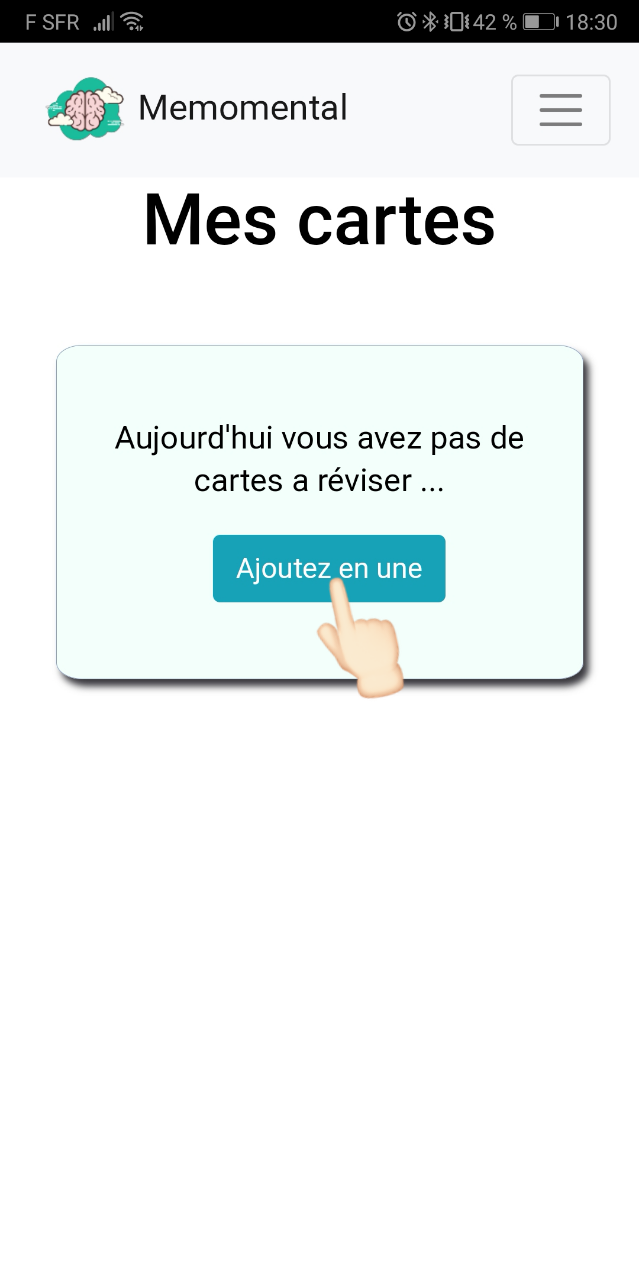 F SFR 42 % 18:30
Memomental
Mes cartes
Aujourd'hui vous avez pas de
cartes a réviser ...
Ajoutez en une